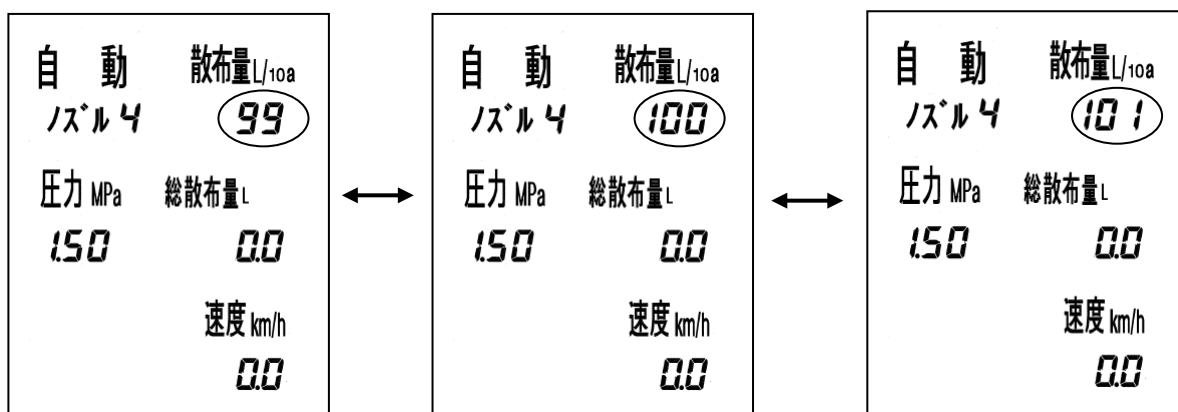 自 動 散布量L/10a
ノズル 4 99
圧力 MPa 総散布量L
1.50 0.0
速度 km/h
0.0
自 動 散布量L/10a
ノズル 4 100
圧力 MPa 総散布量L
1.50 0.0
速度 km/h
0.0
自 動 散布量L/10a
ノズル 4 101
圧力 MPa 総散布量L
1.50 0.0
速度 km/h
0.0